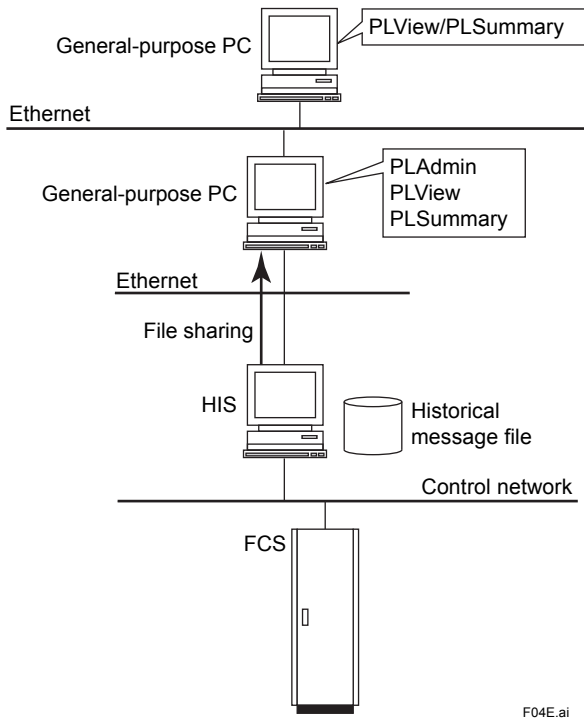 General-purpose PC
PLView/PLSummary
Ethernet
General-purpose PC
PLAdmin
PLView
PLSummary
Ethernet
File sharing
HIS
Historical
message file
Control network
FCS
F04E.ai